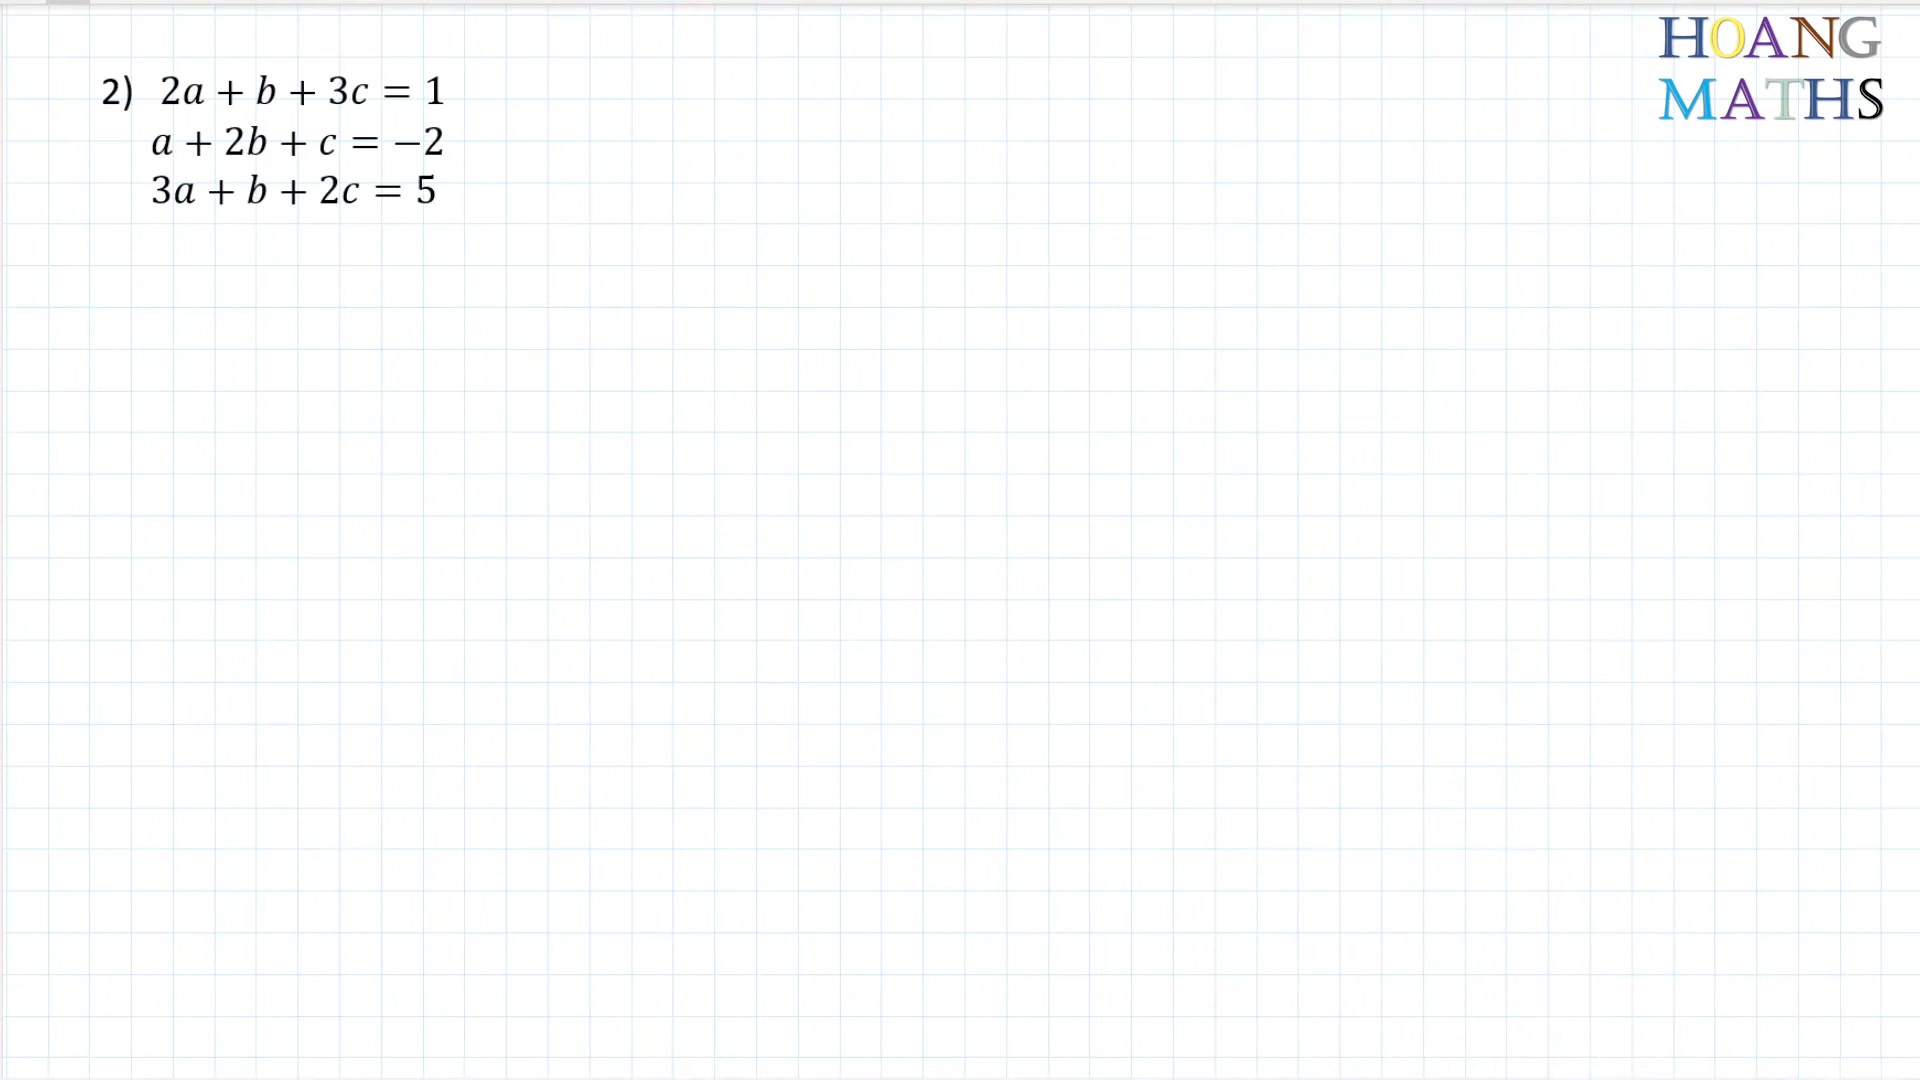 HOANG
MATHS
2) 2a + b + 3c = 1
a + 2b + c = −2
3a + b + 2c = 5